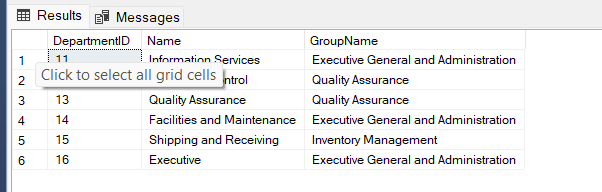 Results Messages
DepartmentID Name GroupName
1 11 Information Services Executive General and Administration
Click to select all grid cells
2 ntrol Quality Assurance
3 13 Quality Assurance Quality Assurance
4 14 Facilities and Maintenance Executive General and Administration
5 15 Shipping and Receiving Inventory Management
6 16 Executive Executive General and Administration